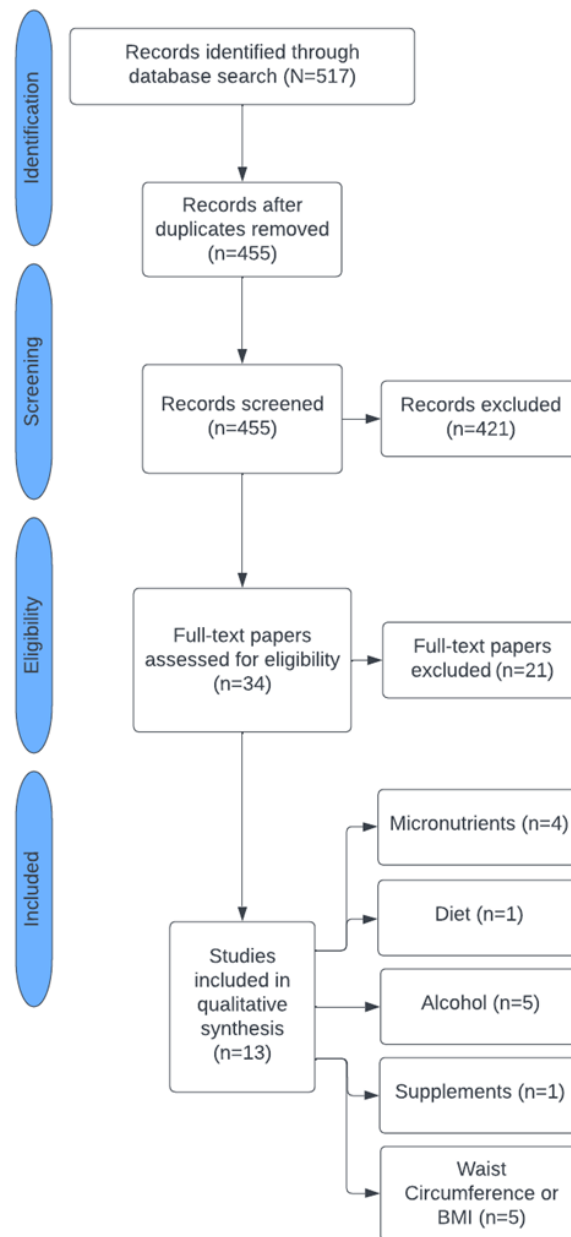 Identification
Records identified through
database search (N=517)
Records after
duplicates removed
(n=455)
Screening
Records screened
(n=455)
Records excluded
(n=421)
Eligibility
Full-text papers
assessed for eligibility
(n=34)
Full-text papers
excluded (n=21)
Included
Studies
included in
qualitative
synthesis
(n=13)
Micronutrients (n=4)
Diet (n=1)
Alcohol (n=5)
Supplements (n=1)
Waist
Circumference or
BMI (n=5)